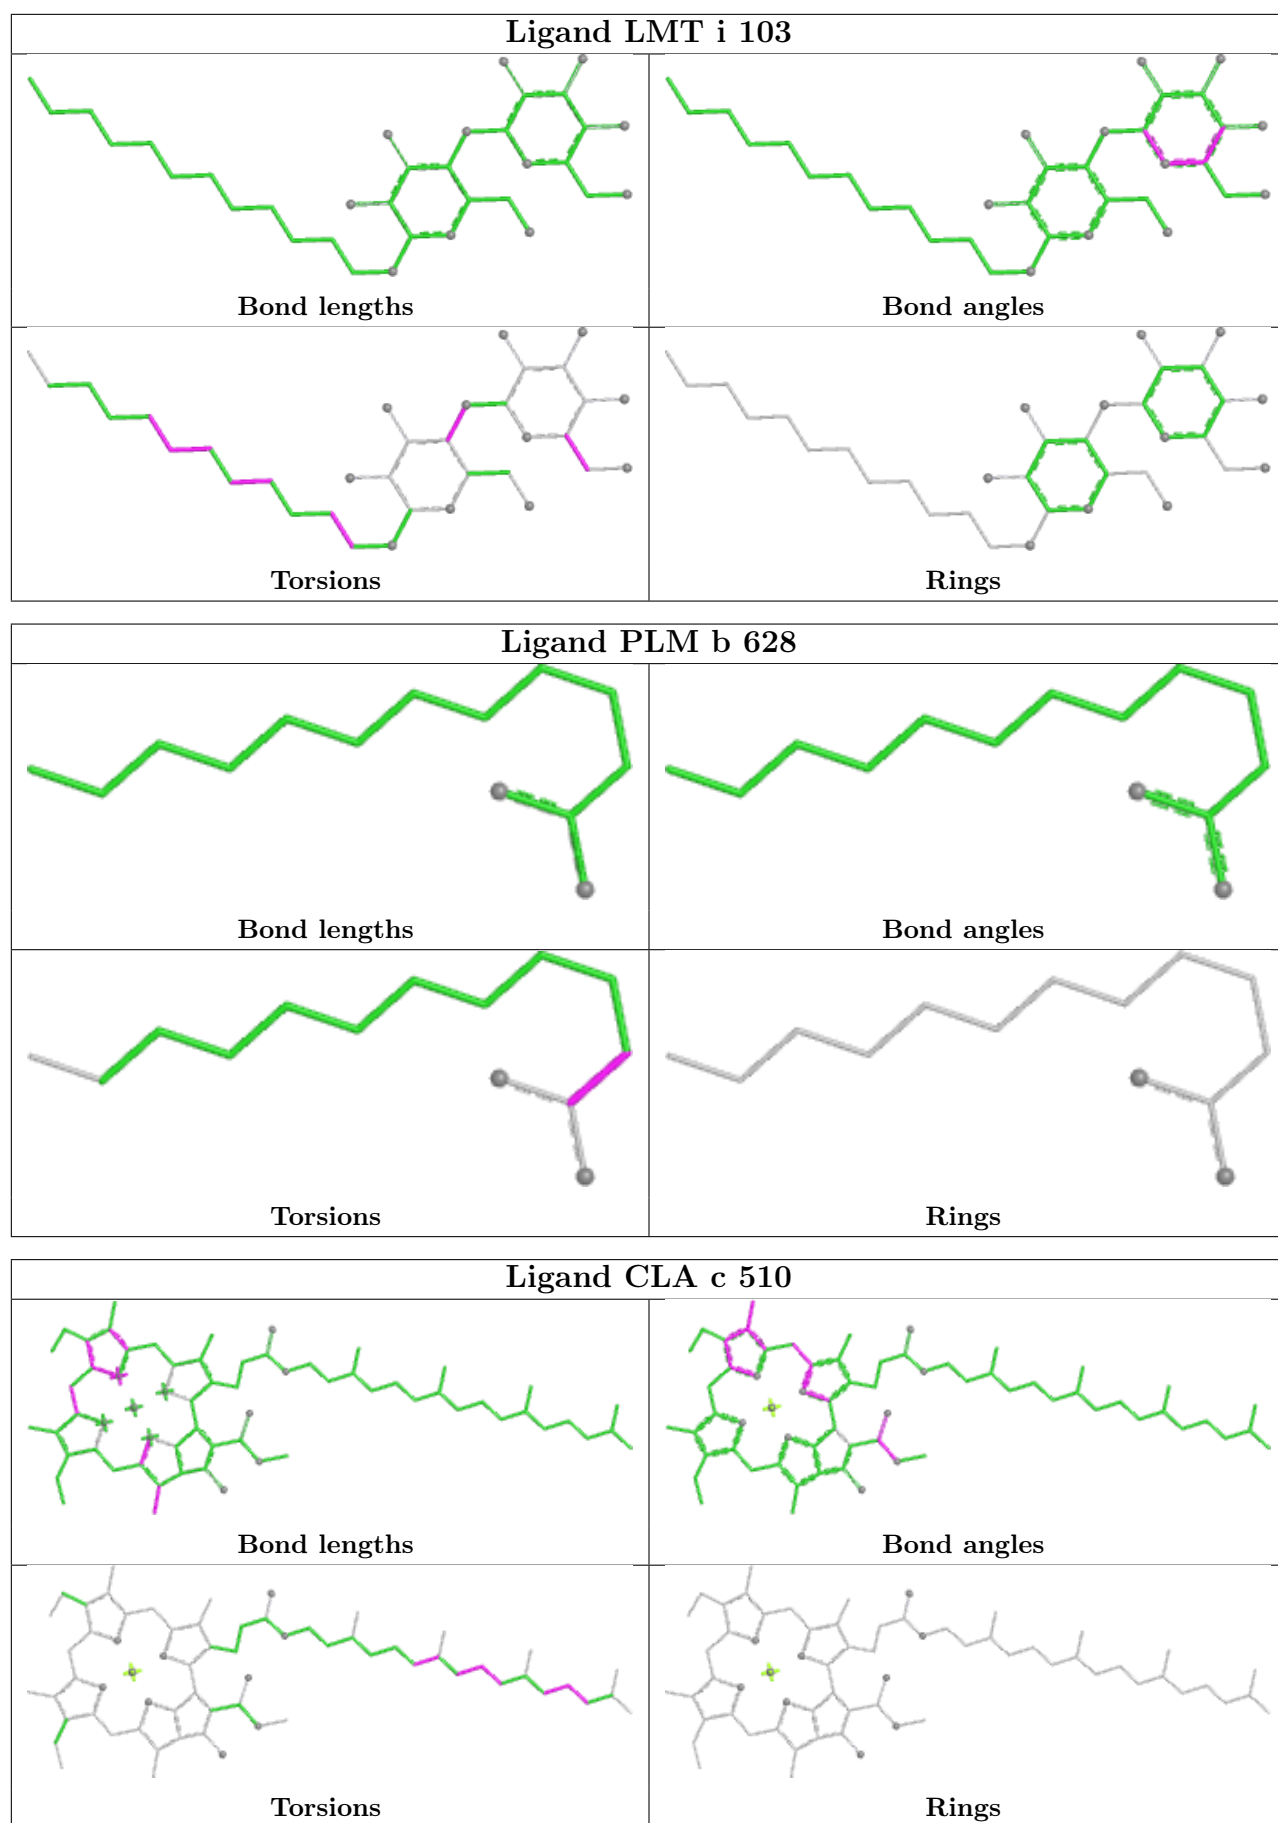 Ligand LMT i 103
Bond lengths
Bond angles
Torsions
Rings
Ligand PLM b 628
Bond lengths
Bond angles
Torsions
Rings
Ligand CLA c 510
Bond lengths
Bond angles
Torsions
Rings